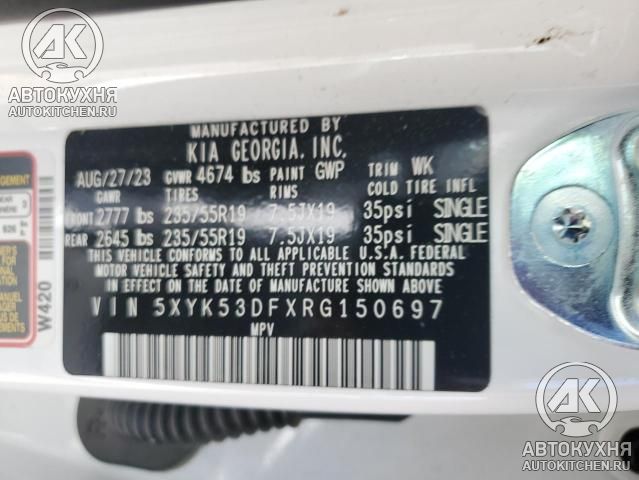 AK
АВТОКУХНЯ
AUTOKITCHEN.RU
MANUFACTURED BY
KIA GEORGIA, INC.
AUG/27/23 GVWR 4674 lbs PAINT GWP TRIM WK
GAWR TIRES RIMS COLD TIRE INFL
FRONT 2777 lbs 235/55R19 7.5JX19 35psi SINGLE
REAR 2645 lbs 235/55R19 7.5JX19 35psi SINGLE
THIS VEHICLE CONFORMS TO ALL APPLICABLE U.S.A. FEDERAL
MOTOR VEHICLE SAFETY AND THEFT PREVENTION STANDARDS
IN EFFECT ON THE DATE OF MANUFACTURE SHOWN ABOVE.
VIN 5XYK53DFXRG150697
MPV
W420
AK
АВТОКУХНЯ
AUTOKITCHEN.RU